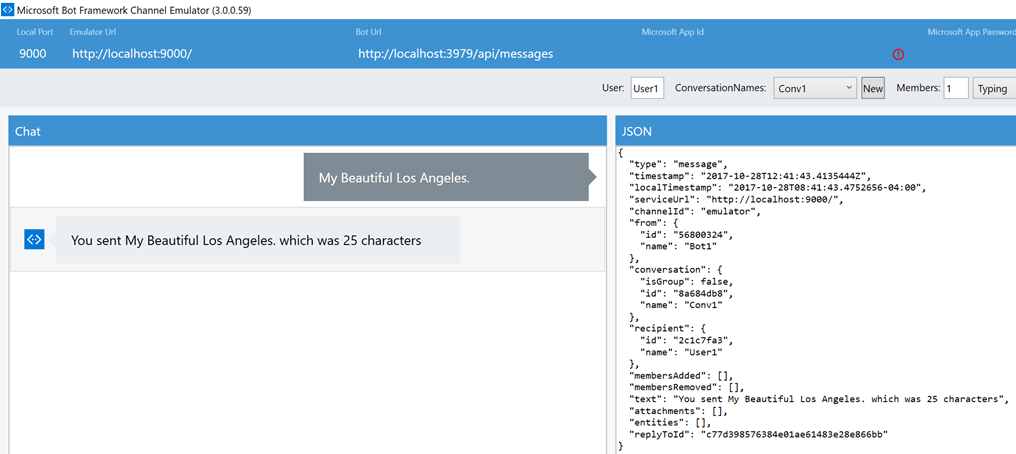 Microsoft Bot Framework Channel Emulator (3.0.0.59)
Local Port Emulator Url Bot Url Microsoft App Id Microsoft App Password
9000 http://localhost:9000/ http://localhost:3979/api/messages
User: User1 ConversationNames: Conv1 New Members: 1 Typing
Chat
My Beautiful Los Angeles.
You sent My Beautiful Los Angeles. which was 25 characters
JSON
{
  "type": "message",
  "timestamp": "2017-10-28T12:41:43.4135444Z",
  "localTimestamp": "2017-10-28T08:41:43.4752656-04:00",
  "serviceUrl": "http://localhost:9000/",
  "channelId": "emulator",
  "from": {
    "id": "56800324",
    "name": "Bot1"
  },
  "conversation": {
    "isGroup": false,
    "id": "8a684db8",
    "name": "Conv1"
  },
  "recipient": {
    "id": "2c1c7fa3",
    "name": "User1"
  },
  "membersAdded": [],
  "membersRemoved": [],
  "text": "You sent My Beautiful Los Angeles. which was 25 characters",
  "attachments": [],
  "entities": [],
  "replyToId": "c77d398576384e01ae61483e28e866bb"
}